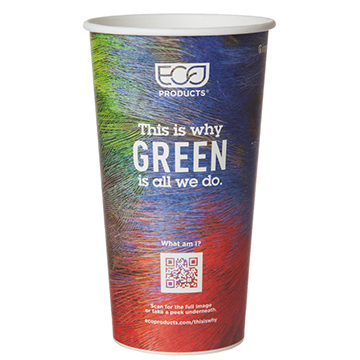 ECO
PRODUCTS®
This is why
GREEN
is all we do.
What am I?
Scan for the full image
or take a peek underneath.
ecoproducts.com/thisiswhy